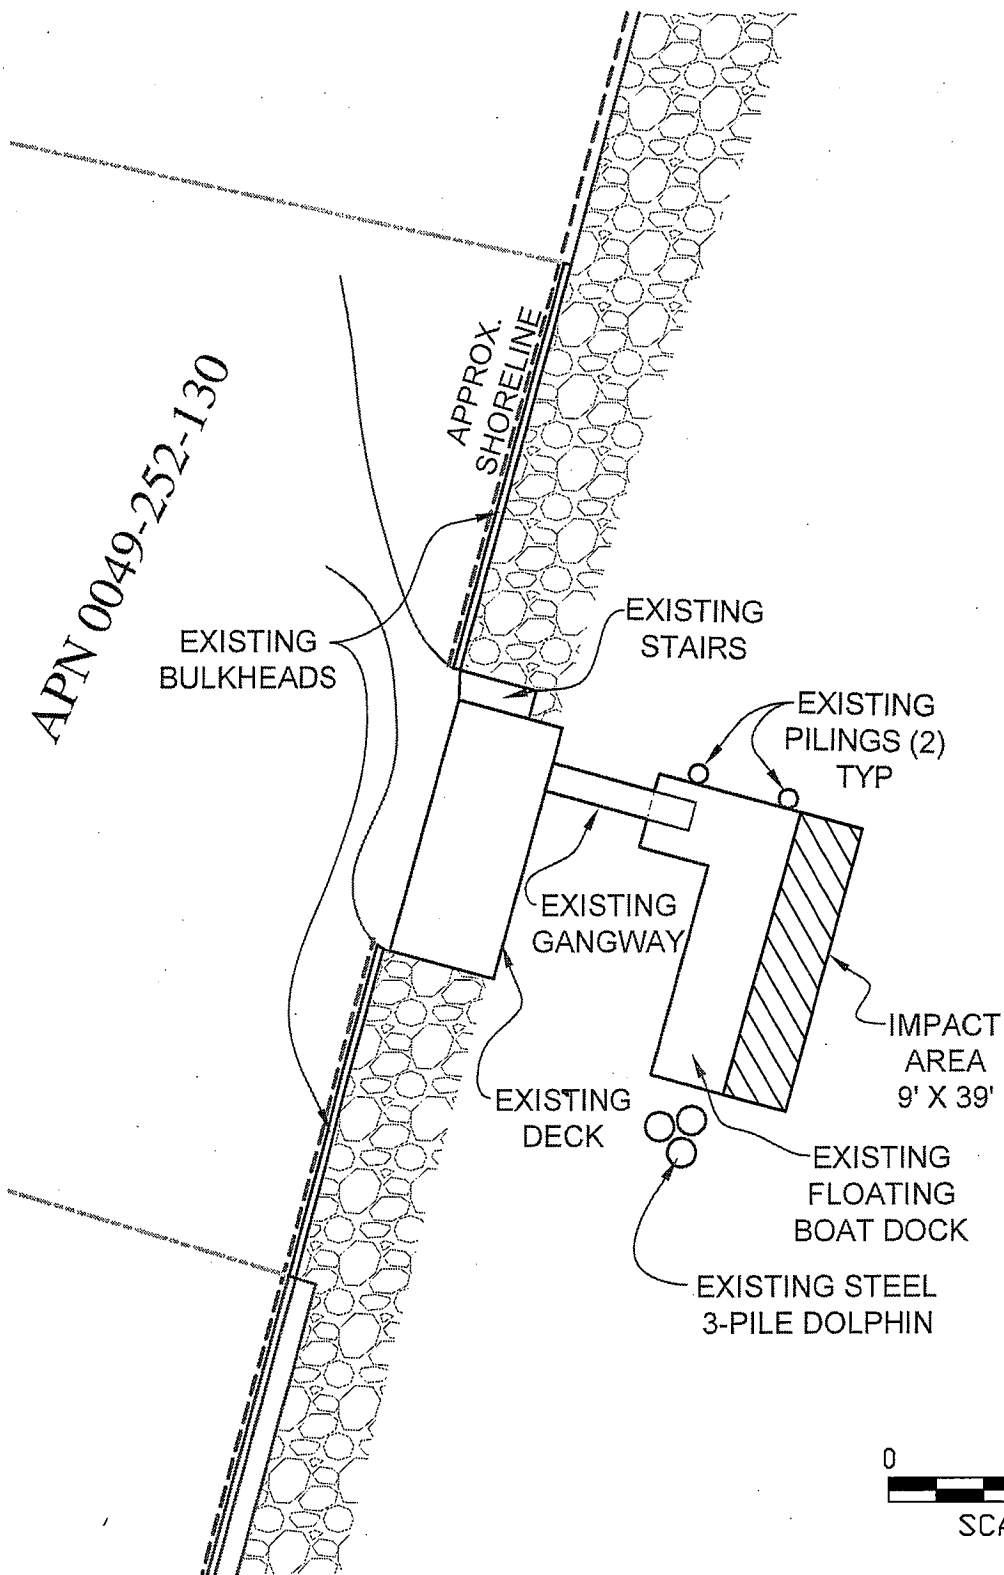 APPROX.
SHORELINE
APN 0049-252-130
EXISTING
BULKHEADS
EXISTING
STAIRS
EXISTING
PILINGS (2)
TYP
EXISTING
GANGWAY
IMPACT
AREA
9' X 39'
EXISTING
DECK
EXISTING
FLOATING
BOAT DOCK
EXISTING STEEL
3-PILE DOLPHIN
0